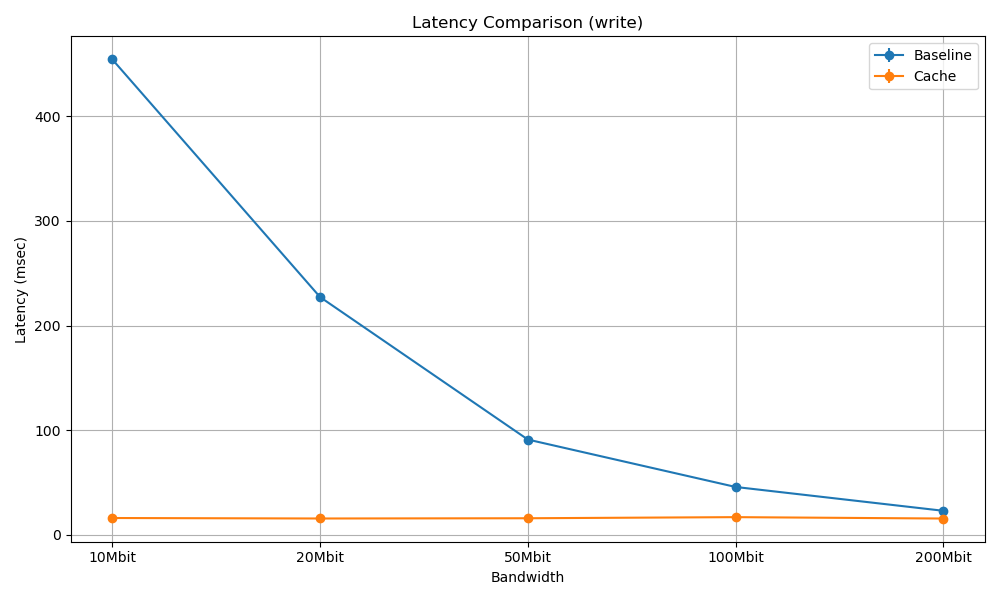 Latency Comparison (write)
Baseline
Cache
Latency (msec)
400
300
200
100
0
10Mbit 20Mbit 50Mbit 100Mbit 200Mbit
Bandwidth